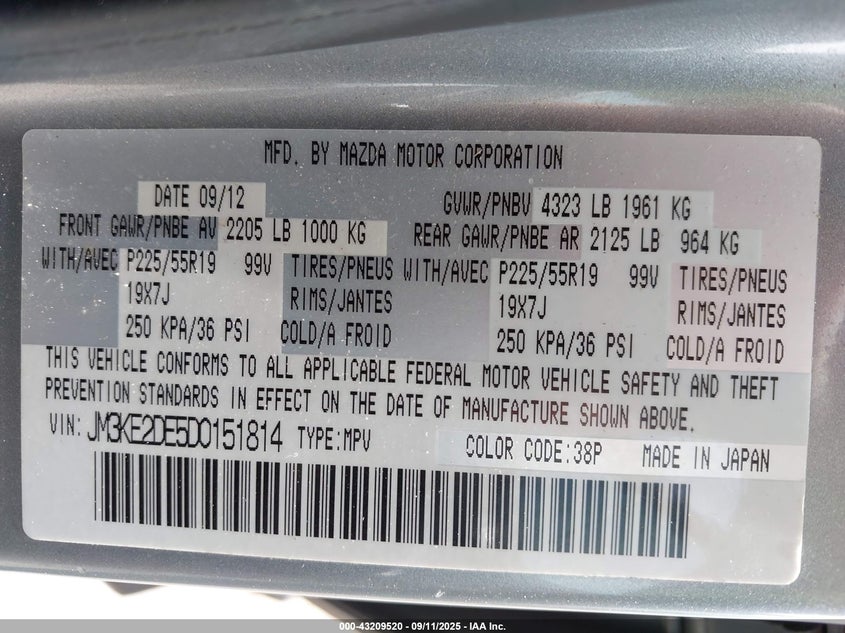 MFD. BY MAZDA MOTOR CORPORATION
DATE 09/12 GVWR/PNBV 4323 LB 1961 KG
FRONT GAWR/PNBE AV 2205 LB 1000 KG REAR GAWR/PNBE AR 2125 LB 964 KG
WITH/AVEC P225/55R19 99V TIRES/PNEUS WITH/AVEC P225/55R19 99V TIRES/PNEUS
19X7J RIMS/JANTES 19X7J RIMS/JANTES
250 KPA/36 PSI COLD/A FROID 250 KPA/36 PSI COLD/A FROID
THIS VEHICLE CONFORMS TO ALL APPLICABLE FEDERAL MOTOR VEHICLE SAFETY AND THEFT
PREVENTION STANDARDS IN EFFECT ON THE DATE OF MANUFACTURE SHOWN ABOVE.
VIN: JM3KE2DE5D0151814 TYPE:MPV COLOR CODE:38P MADE IN JAPAN
000-43209520 - 09/11/2025 - IAA Inc.